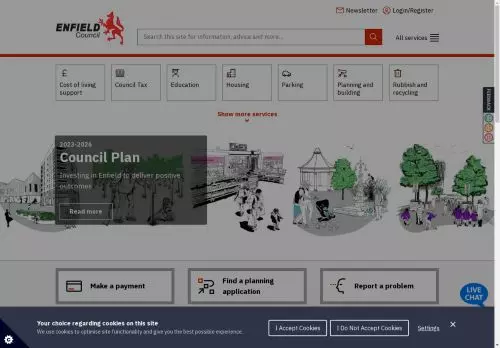 Newsletter
Login/Register
ENFIELD
Council
Search this site for information, advice and more...
All services
Cost of living
support
Council Tax
Education
Housing
Parking
Planning and
building
Rubbish and
recycling
FEEDBACK
Show more services
2023-2026
Council Plan
Investing in Enfield to deliver positive
outcomes
Read more
Make a payment
Find a planning
application
Report a problem
LIVE
CHAT
Your choice regarding cookies on this site
We use cookies to optimise site functionality and give you the best possible experience.
I Accept Cookies
I Do Not Accept Cookies
Settings